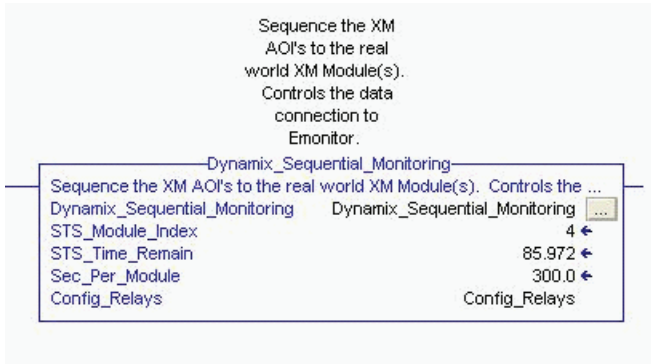 Sequence the XM
AOI's to the real
world XM Module(s).
Controls the data
connection to
Emonitor.
Dynamix_Sequential_Monitoring
Sequence the XM AOI's to the real world XM Module(s). Controls the ...
Dynamix_Sequential_Monitoring Dynamix_Sequential_Monitoring ...
STS_Module_Index 4
STS_Time_Remain 85.972
Sec_Per_Module 300.0
Config_Relays Config_Relays